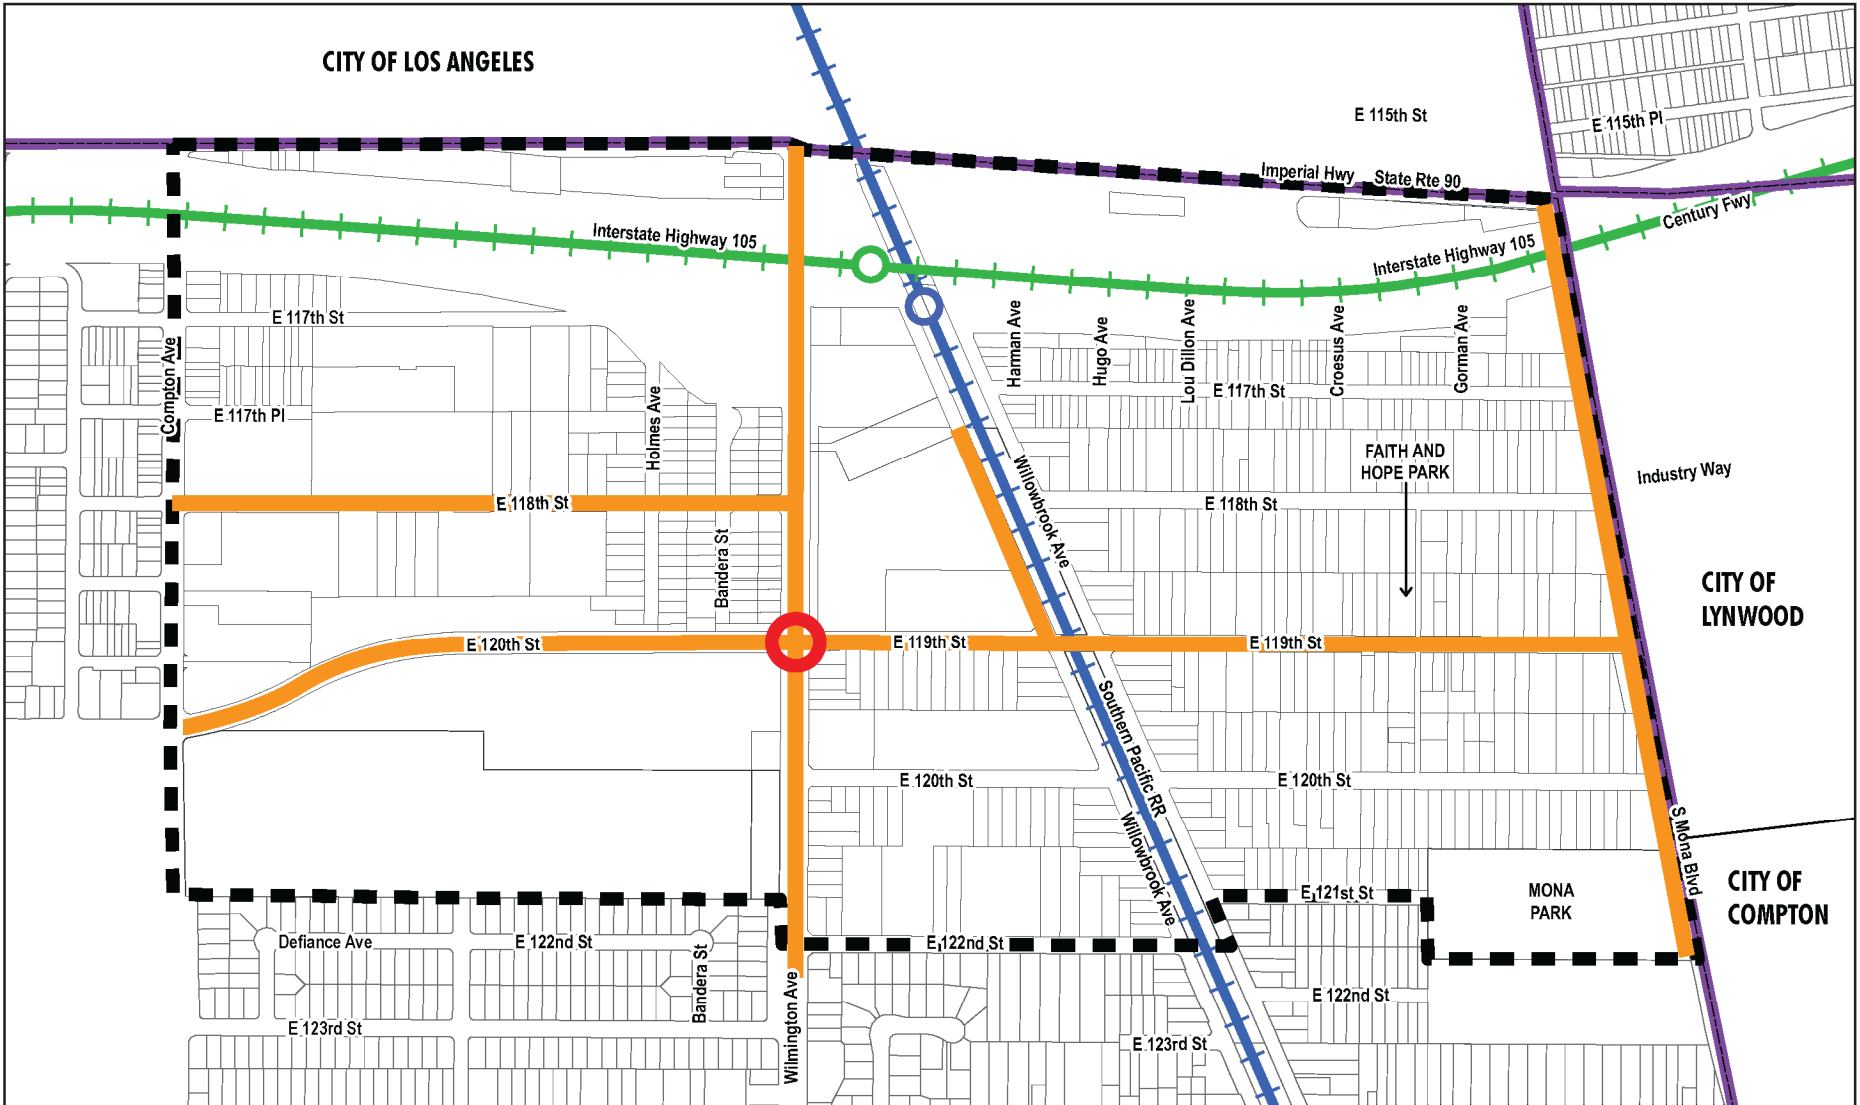 CITY OF LOS ANGELES
E 115th St
E 115th Pl
Imperial Hwy
State Rte 90
Century Fwy
Interstate Highway 105
Interstate Highway 105
E 117th St
Compton Ave
E 117th Pl
Holmes Ave
Harman Ave
Hugo Ave
Lou Dillon Ave
Croesus Ave
Gorman Ave
E 117th St
FAITH AND
HOPE PARK
Industry Way
Willowbrook Ave
E 118th St
E 118th St
Bandera St
CITY OF
LYNWOOD
E 120th St
E 119th St
E 119th St
Southern Pacific RR
E 120th St
E 120th St
Willowbrook Ave
S Mona Blvd
E 121st St
MONA
PARK
CITY OF
COMPTON
Defiance Ave
E 122nd St
E 122nd St
Bandera St
Wilmington Ave
E 122nd St
E 123rd St
E 123rd St